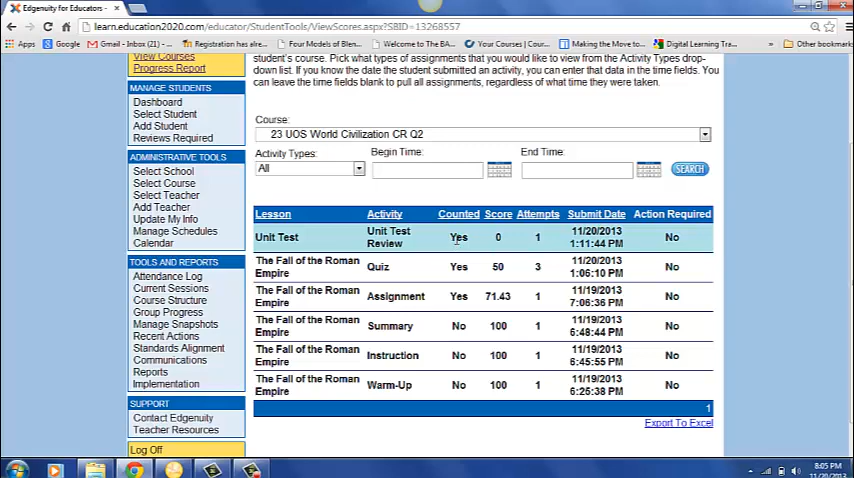 Edgenuity for Educators -
learn.education2020.com/educator/StudentTools/ViewScores.aspx?SBID=13268557
Apps Google Gmail - Inbox (21) - Registration has alre Four Models of Blen Welcome to The BA Your Courses | Cour Making the Move to Digital Learning Tra » Other bookmarks
View Courses
Progress Report
MANAGE STUDENTS
Dashboard
Select Student
Add Student
Reviews Required
ADMINISTRATIVE TOOLS
Select School
Select Course
Select Teacher
Add Teacher
Update My Info
Manage Schedules
Calendar
TOOLS AND REPORTS
Attendance Log
Current Sessions
Course Structure
Group Progress
Manage Snapshots
Recent Actions
Standards Alignment
Communications
Reports
Implementation
SUPPORT
Contact Edgenuity
Teacher Resources
Log Off
student's course. Pick what types of assignments that you would like to view from the Activity Types drop-
down list. If you know the date the student submitted an activity, you can enter that data in the time fields. You
can leave the time fields blank to pull all assignments, regardless of what time they were taken.
Course:
23 UOS World Civilization CR Q2
Activity Types: Begin Time: End Time:
All SEARCH
Lesson Activity Counted Score Attempts Submit Date Action Required
Unit Test Unit Test Review Yes 0 1 11/20/2013 1:11:44 PM No
The Fall of the Roman Empire Quiz Yes 50 3 11/20/2013 1:06:10 PM No
The Fall of the Roman Empire Assignment Yes 71.43 1 11/19/2013 7:06:36 PM No
The Fall of the Roman Empire Summary No 100 1 11/19/2013 6:48:44 PM No
The Fall of the Roman Empire Instruction No 100 1 11/19/2013 6:45:55 PM No
The Fall of the Roman Empire Warm-Up No 100 1 11/19/2013 6:25:38 PM No
1
Export To Excel
8:05 PM
11/20/2013